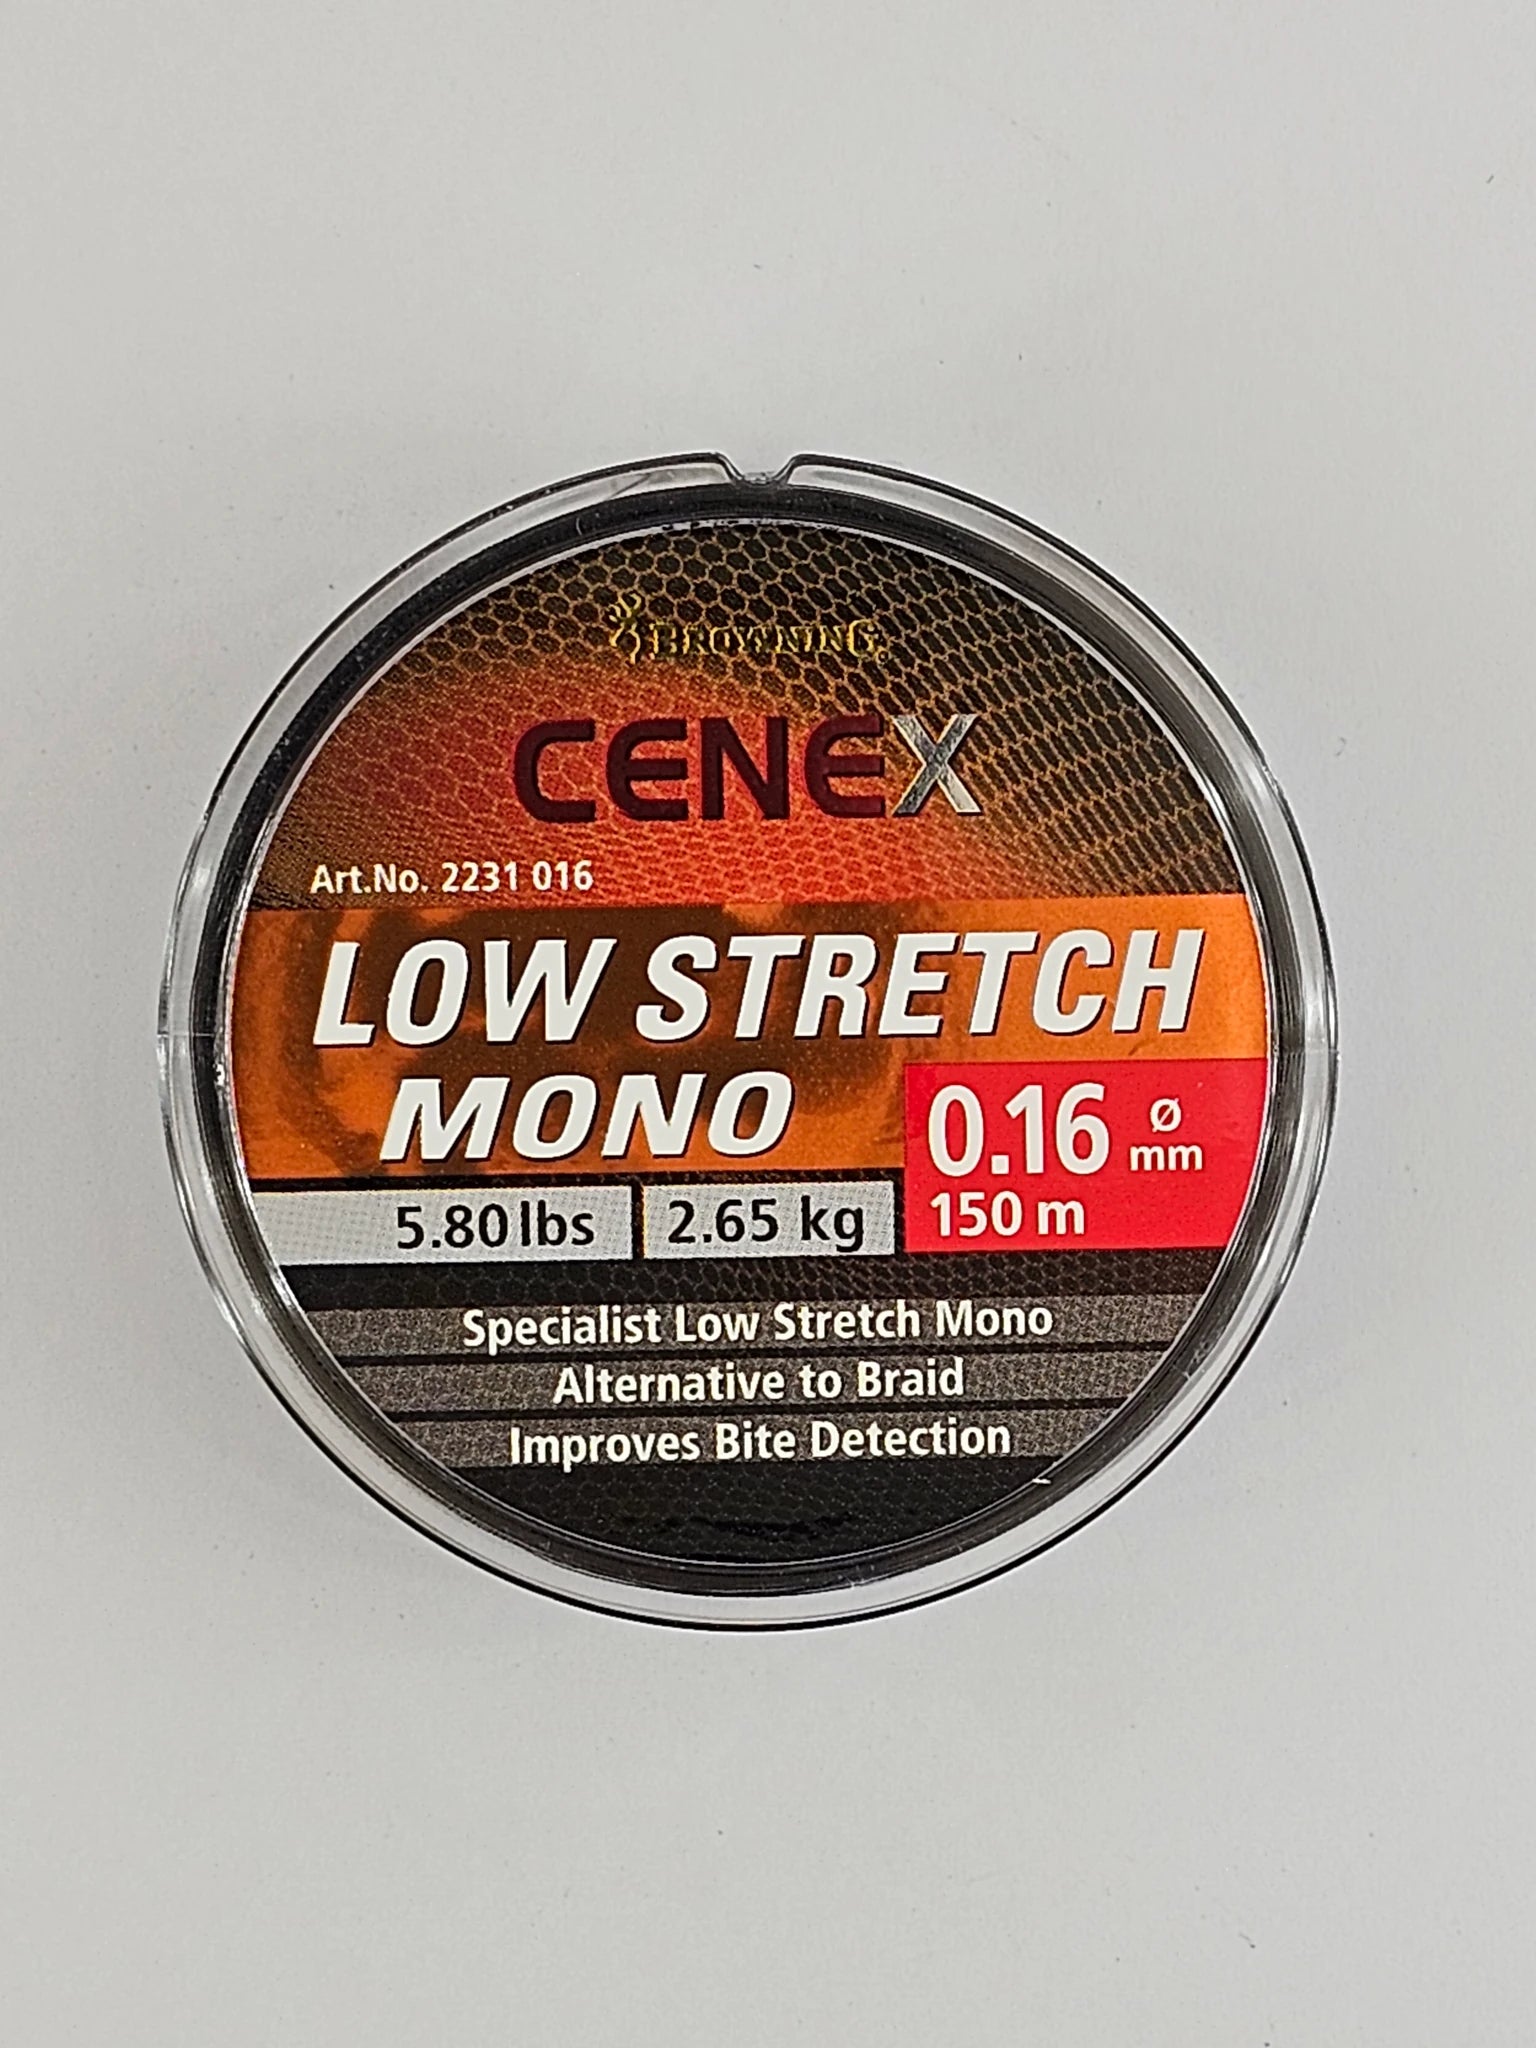 BROWNING
CENEX
Art.No. 2231 016
LOW STRETCH
MONO
0.16 Ø mm
150 m
5.80 lbs 2.65 kg
Specialist Low Stretch Mono
Alternative to Braid
Improves Bite Detection